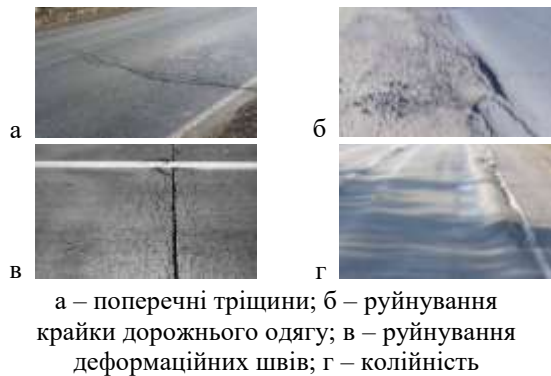 а
б
в
г
а – поперечні тріщини; б – руйнування
крайки дорожнього одягу; в – руйнування
деформаційних швів; г – колійність